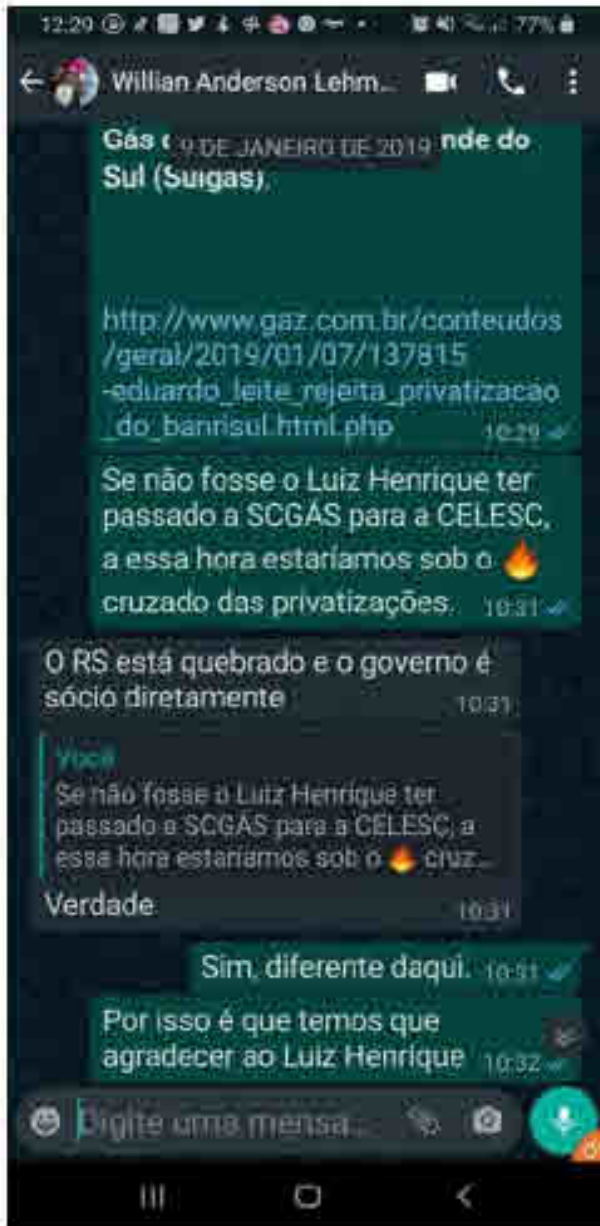 12:29 77%
Willian Anderson Lehm...
9 DE JANEIRO DE 2019
Gás nde do
Sul (Sulgás).
http://www.gaz.com.br/conteudos
/geral/2019/01/07/137815
-eduardo_leite_rejeita_privatizacao
_do_banrisul.html.php 10:29
Se não fosse o Luiz Henrique ter
passado a SCGÁS para a CELESC,
a essa hora estaríamos sob o 🔥
cruzado das privatizações. 10:31
O RS está quebrado e o governo é
sócio diretamente 10:31
Você
Se não fosse o Luiz Henrique ter
passado a SCGÁS para a CELESC, a
essa hora estaríamos sob o 🔥 cruz...
Verdade 10:31
Sim, diferente daqui. 10:31
Por isso é que temos que
agradecer ao Luiz Henrique 10:32
Digite uma mensa...